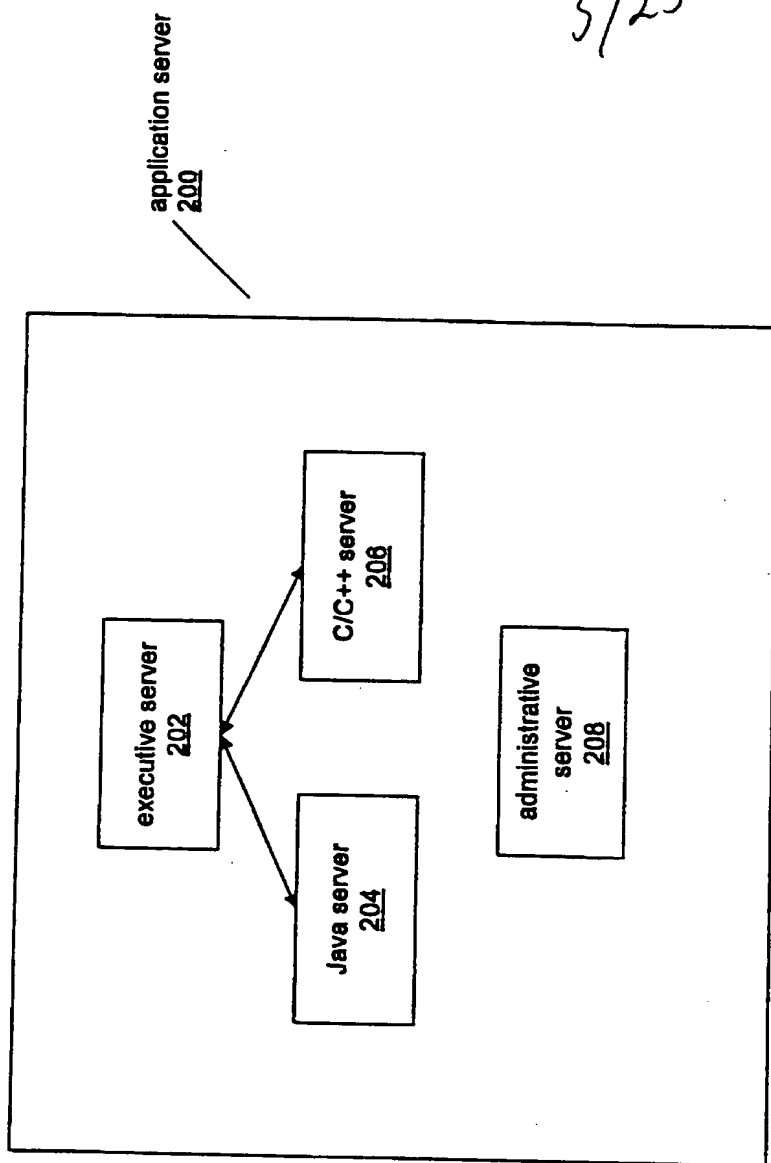 5/25
application server
200
executive server
202
Java server
204
C/C++ server
206
administrative
server
208